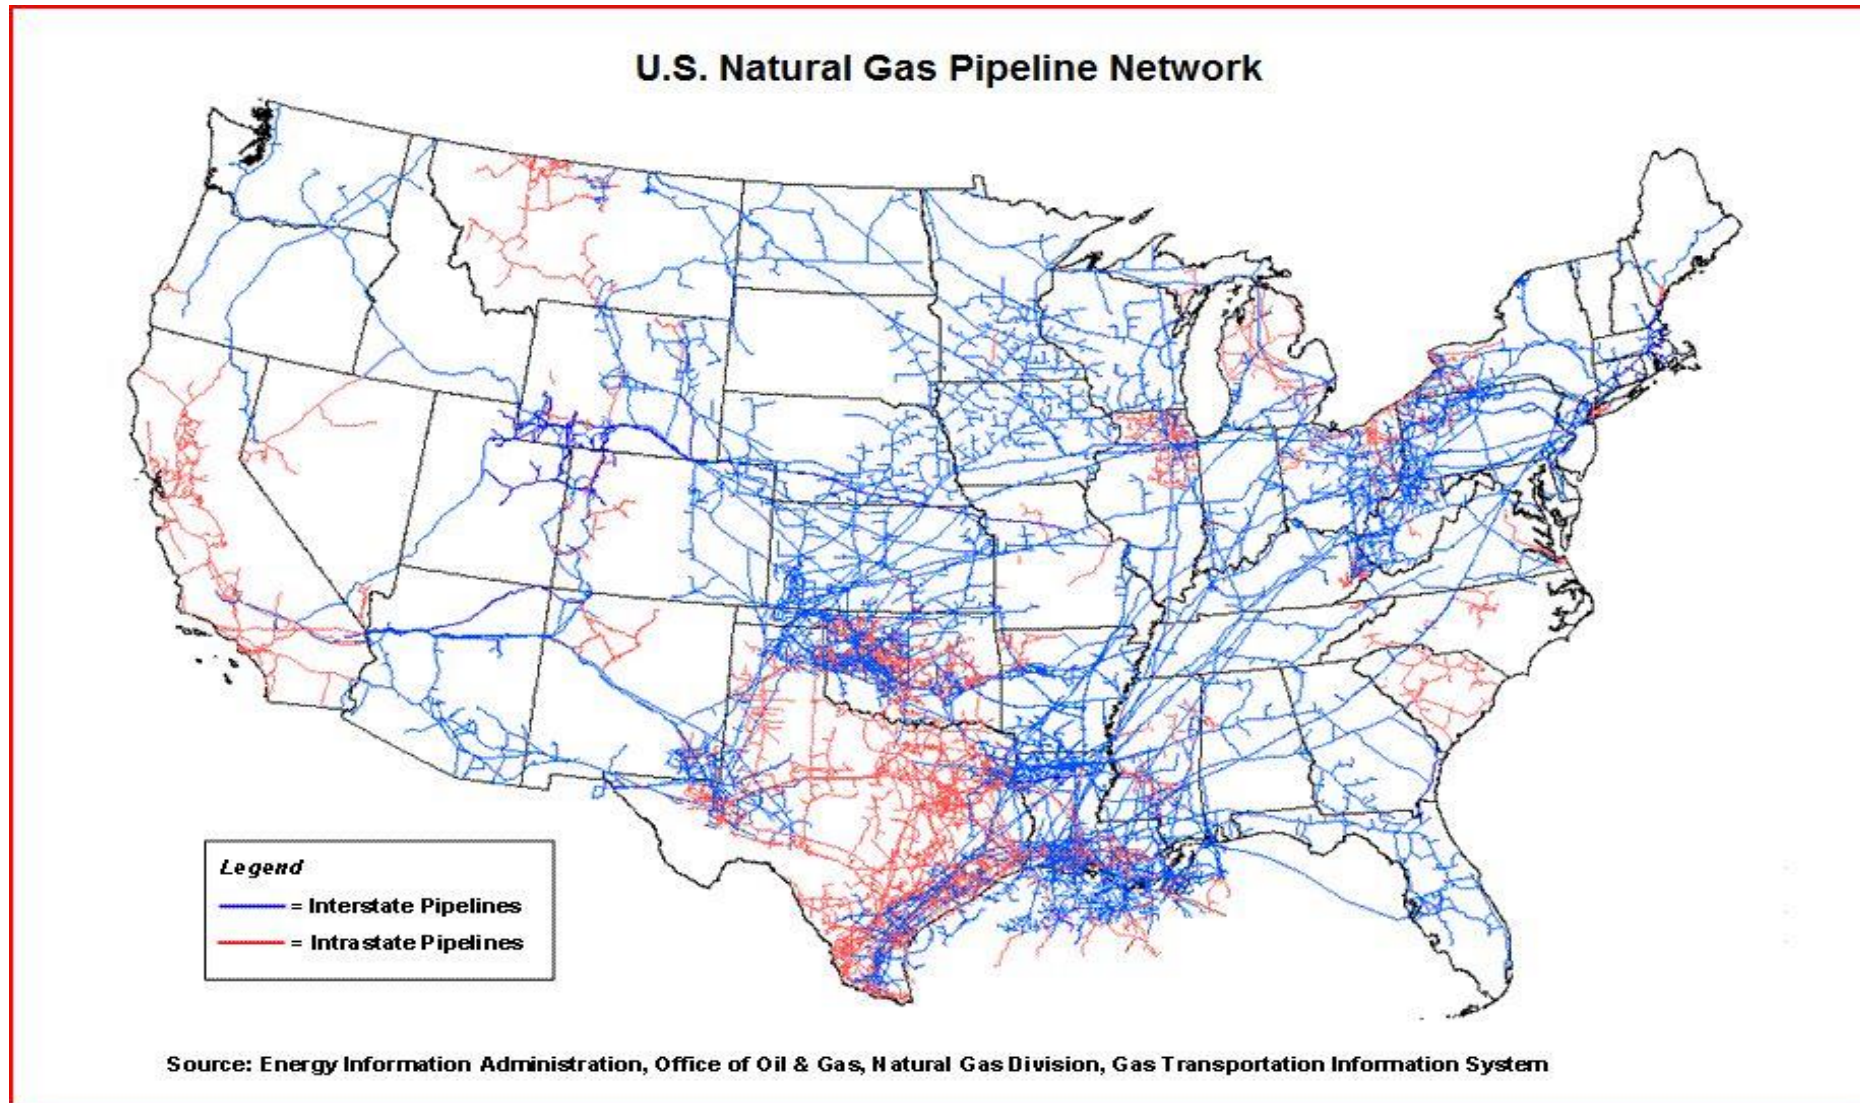 U.S. Natural Gas Pipeline Network
Legend
= Interstate Pipelines
= Intrastate Pipelines
Source: Energy Information Administration, Office of Oil & Gas, Natural Gas Division, Gas Transportation Information System